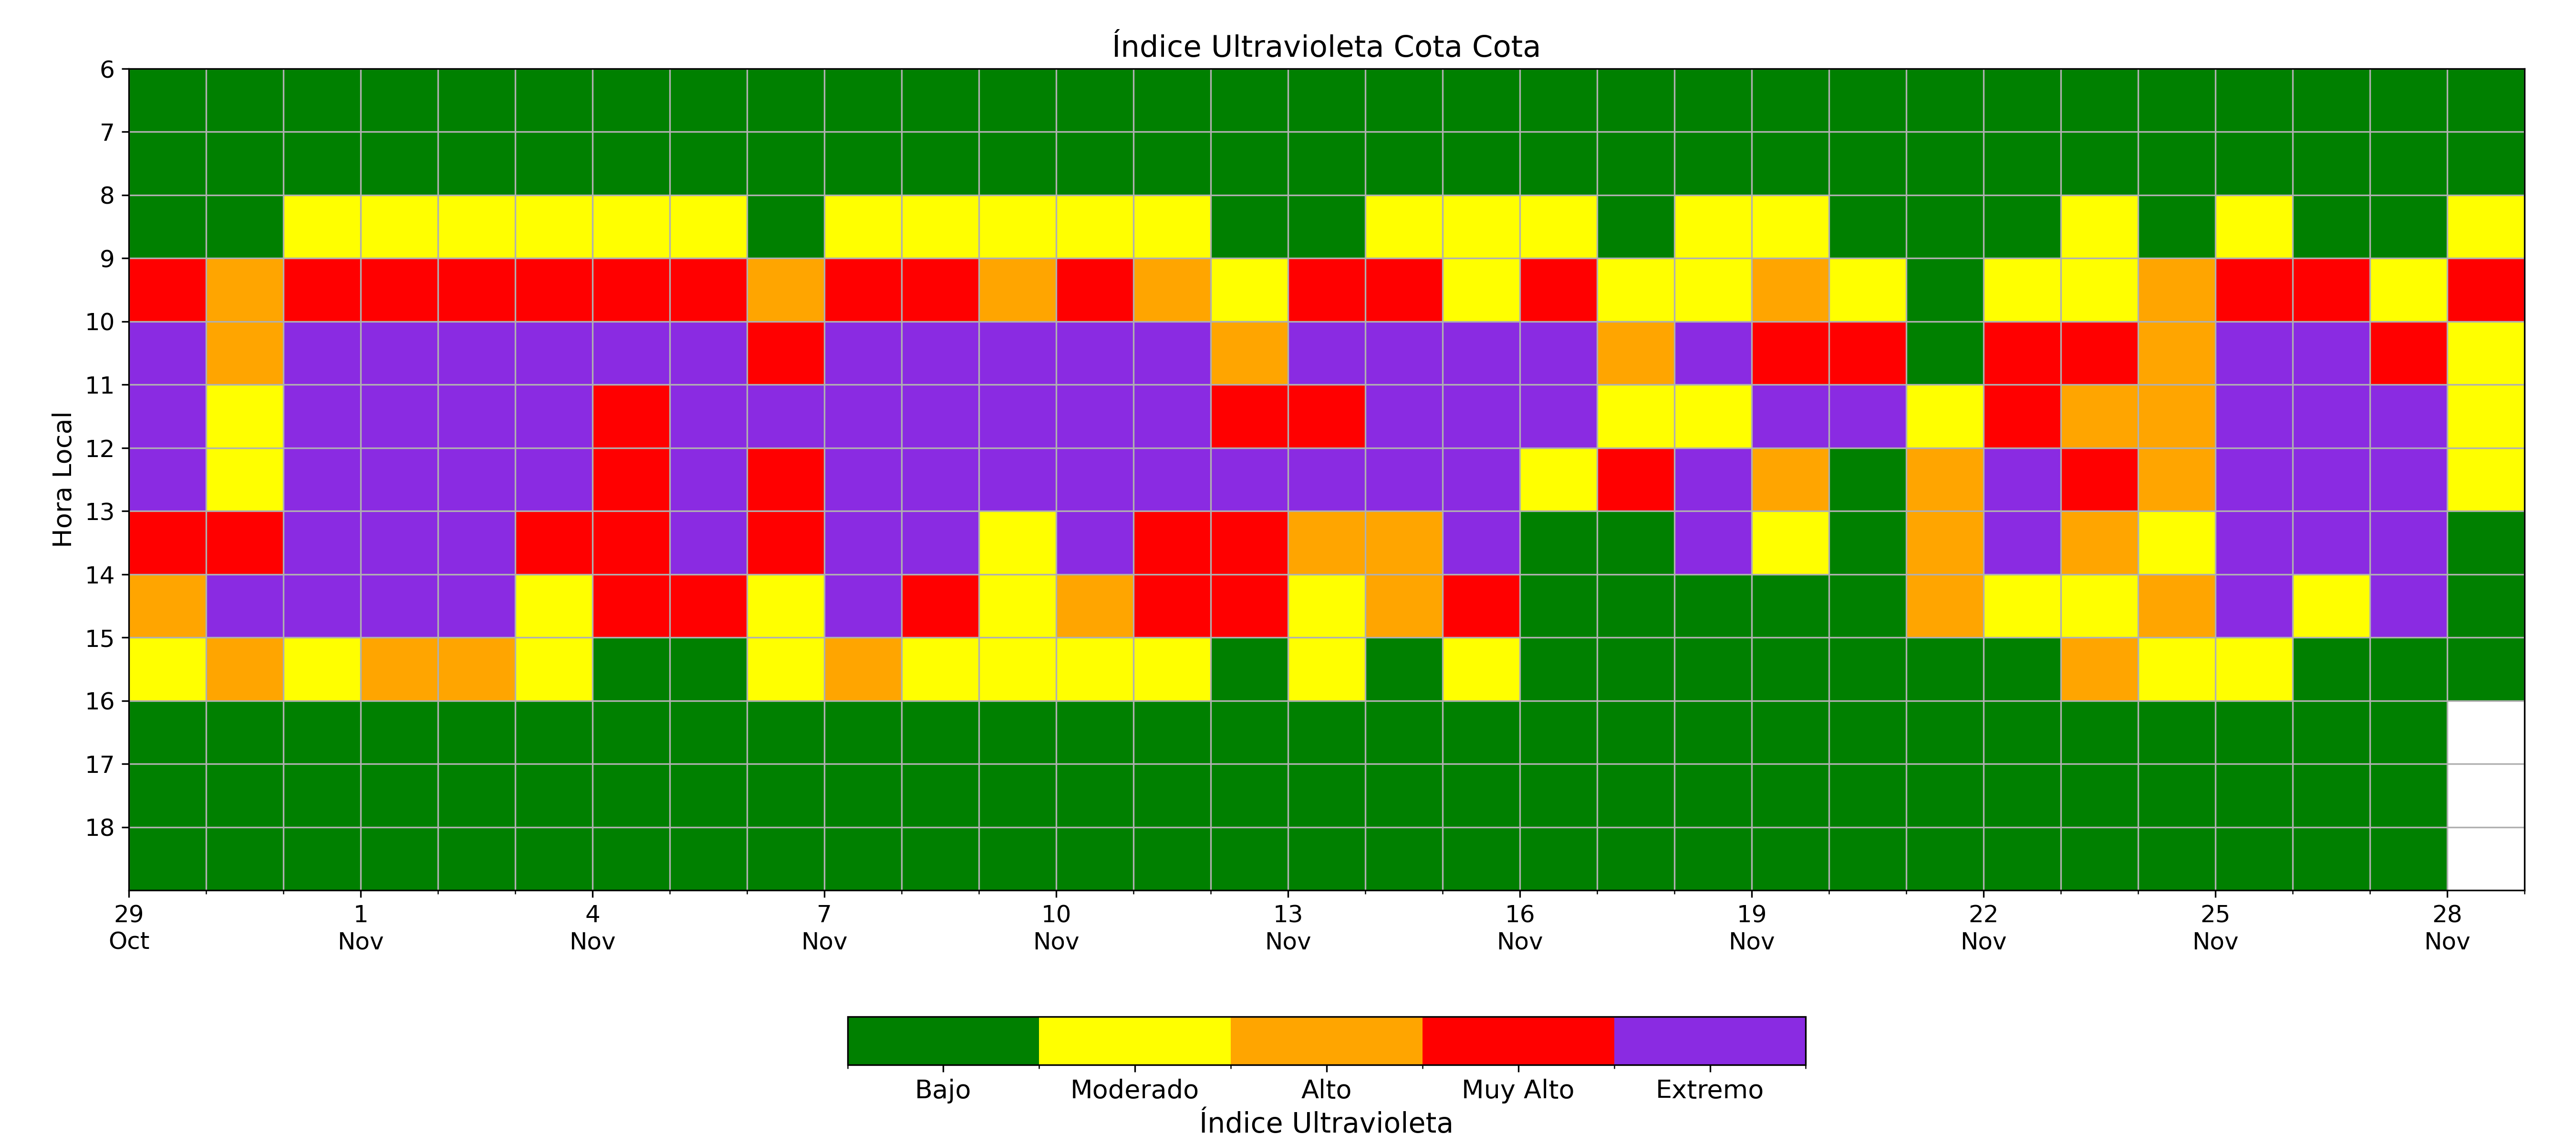 Índice Ultravioleta Cota Cota
Hora Local
6
7
8
9
10
11
12
13
14
15
16
17
18
29 1 4 7 10 13 16 19 22 25 28
Oct Nov Nov Nov Nov Nov Nov Nov Nov Nov Nov
Bajo Moderado Alto Muy Alto Extremo
Índice Ultravioleta